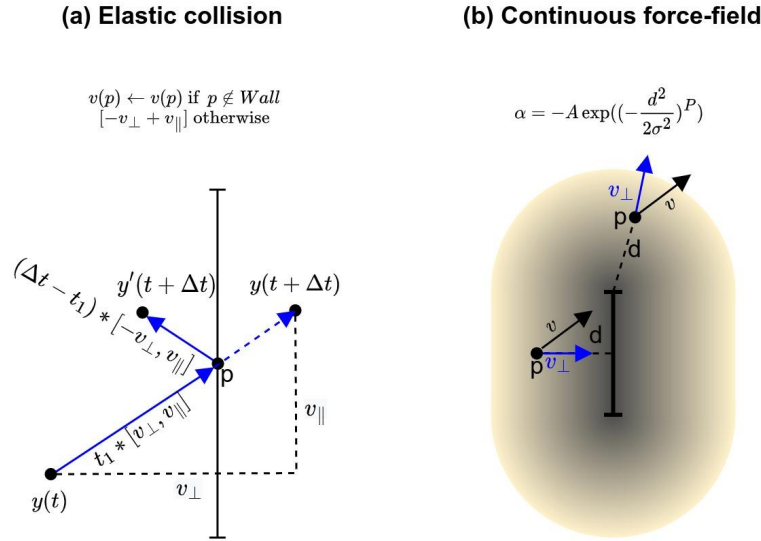 (a) Elastic collision
v(p) ← v(p) if p ∉ Wall
[−v⊥ + v∥] otherwise
(Δt − t₁) * [−v⊥, v∥]
y′(t + Δt)
y(t + Δt)
p
t₁ * [v⊥, v∥]
v∥
v⊥
y(t)
(b) Continuous force-field
α = −A exp((−d²/2σ²)^P)
v⊥
v
p
d
v
d
p
v⊥